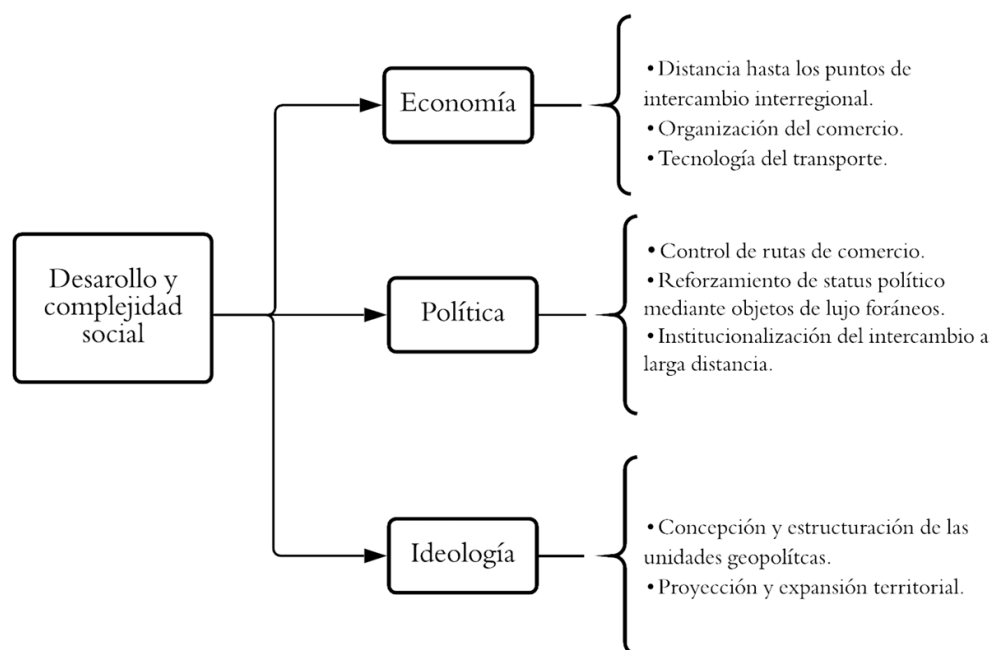 Desarollo y
complejidad
social
Economía
• Distancia hasta los puntos de
intercambio interregional.
• Organización del comercio.
• Tecnología del transporte.
Política
• Control de rutas de comercio.
• Reforzamiento de status político
mediante objetos de lujo foráneos.
• Institucionalización del intercambio a
larga distancia.
Ideología
• Concepción y estructuración de las
unidades geopolítcas.
• Proyección y expansión territorial.